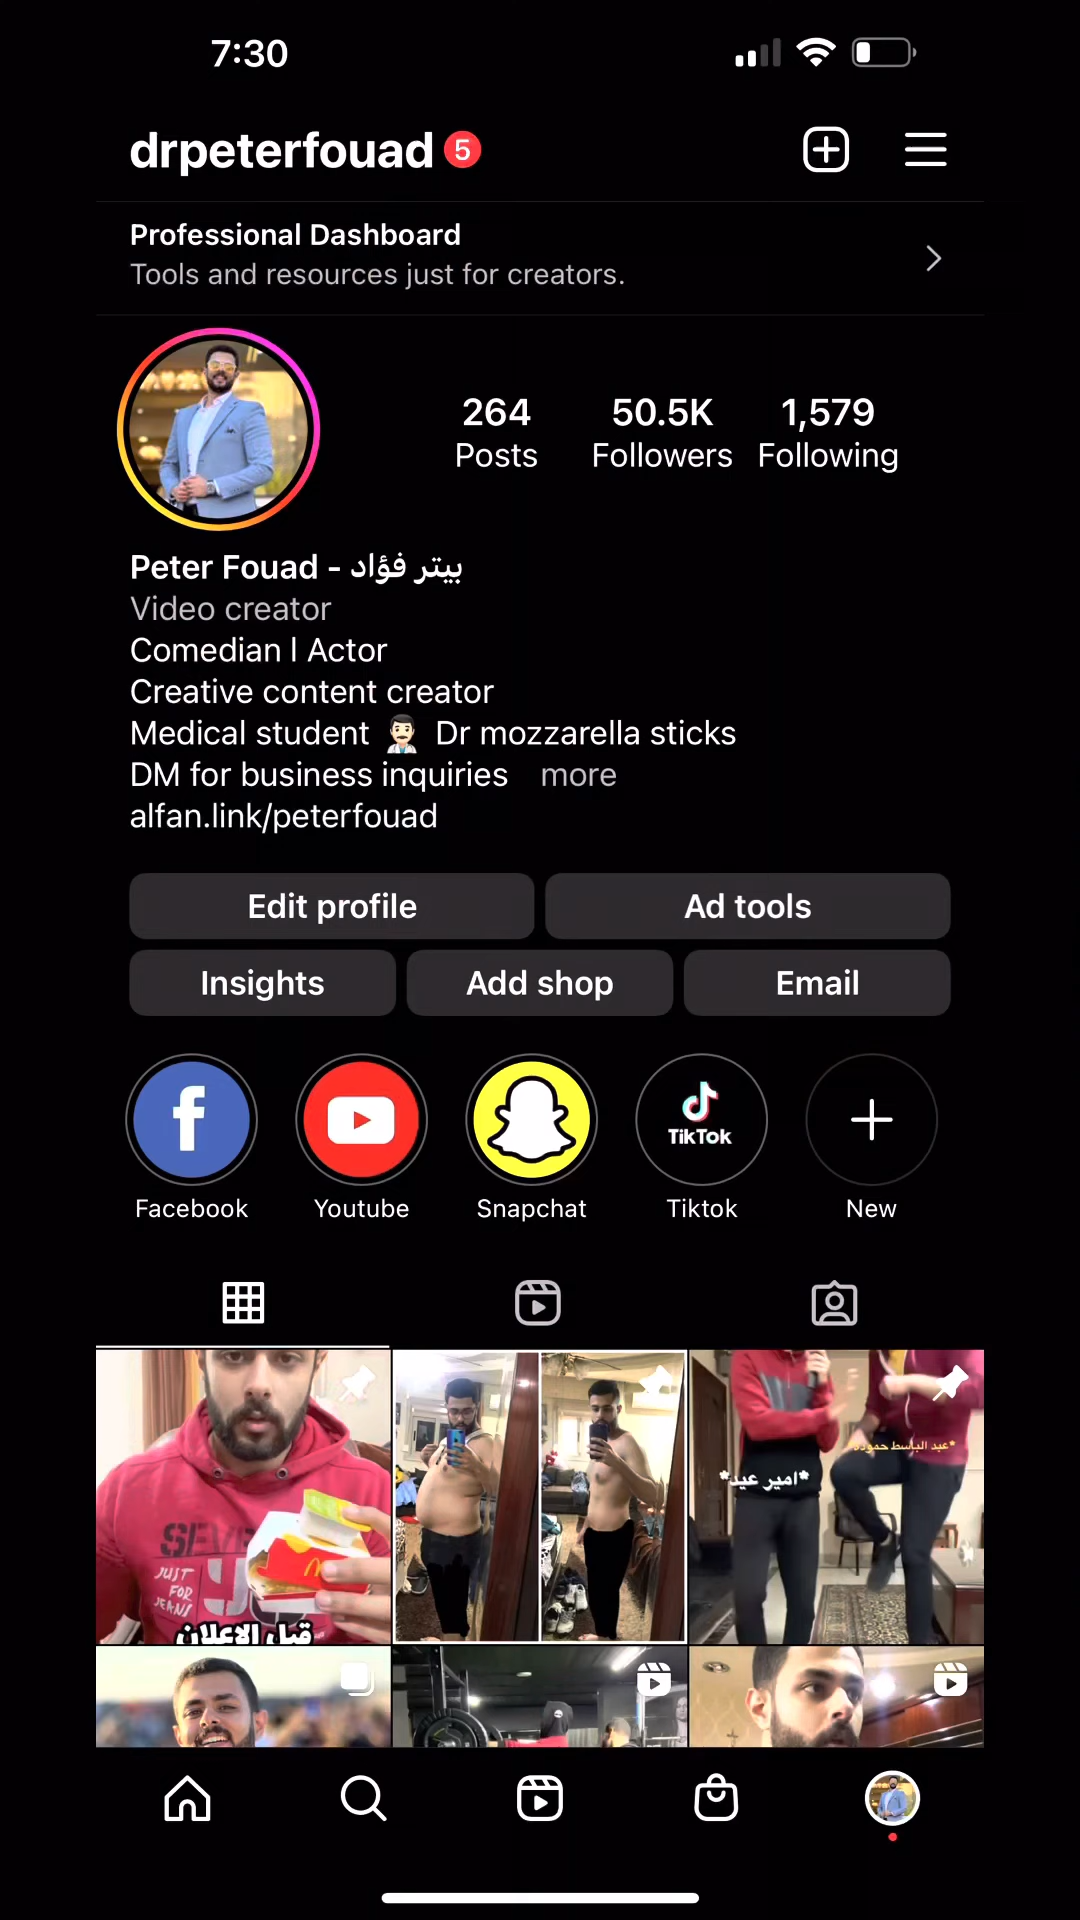 7:30
drpeterfouad 5
Professional Dashboard
Tools and resources just for creators.
264 50.5K 1,579
Posts Followers Following
Peter Fouad - بيتر فؤاد
Video creator
Comedian l Actor
Creative content creator
Medical student 👨🏻‍⚕️ Dr mozzarella sticks
DM for business inquiries more
alfan.link/peterfouad
Edit profile Ad tools
Insights Add shop Email
TikTok
Facebook Youtube Snapchat Tiktok New
*عبد الباسط حمودة*
*امير عيد*
JUST
FOR
JEANS
قبل الاعلان